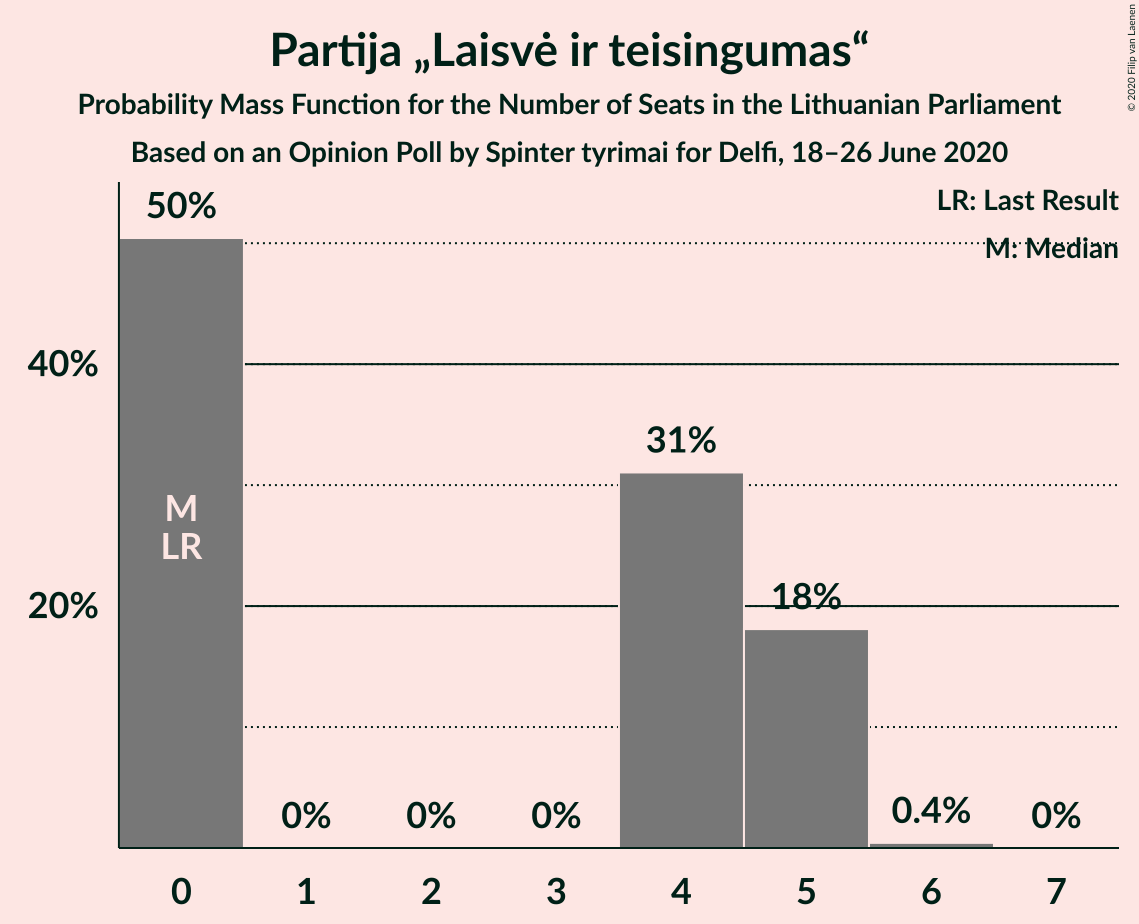 Partija „Laisvė ir teisingumas“
Probability Mass Function for the Number of Seats in the Lithuanian Parliament
Based on an Opinion Poll by Spinter tyrimai for Delfi, 18–26 June 2020
© 2020 Filip van Laenen
LR: Last Result
M: Median
50%
40%
31%
M
LR
20%
18%
0%
0%
0%
0.4%
0%
0
1
2
3
4
5
6
7